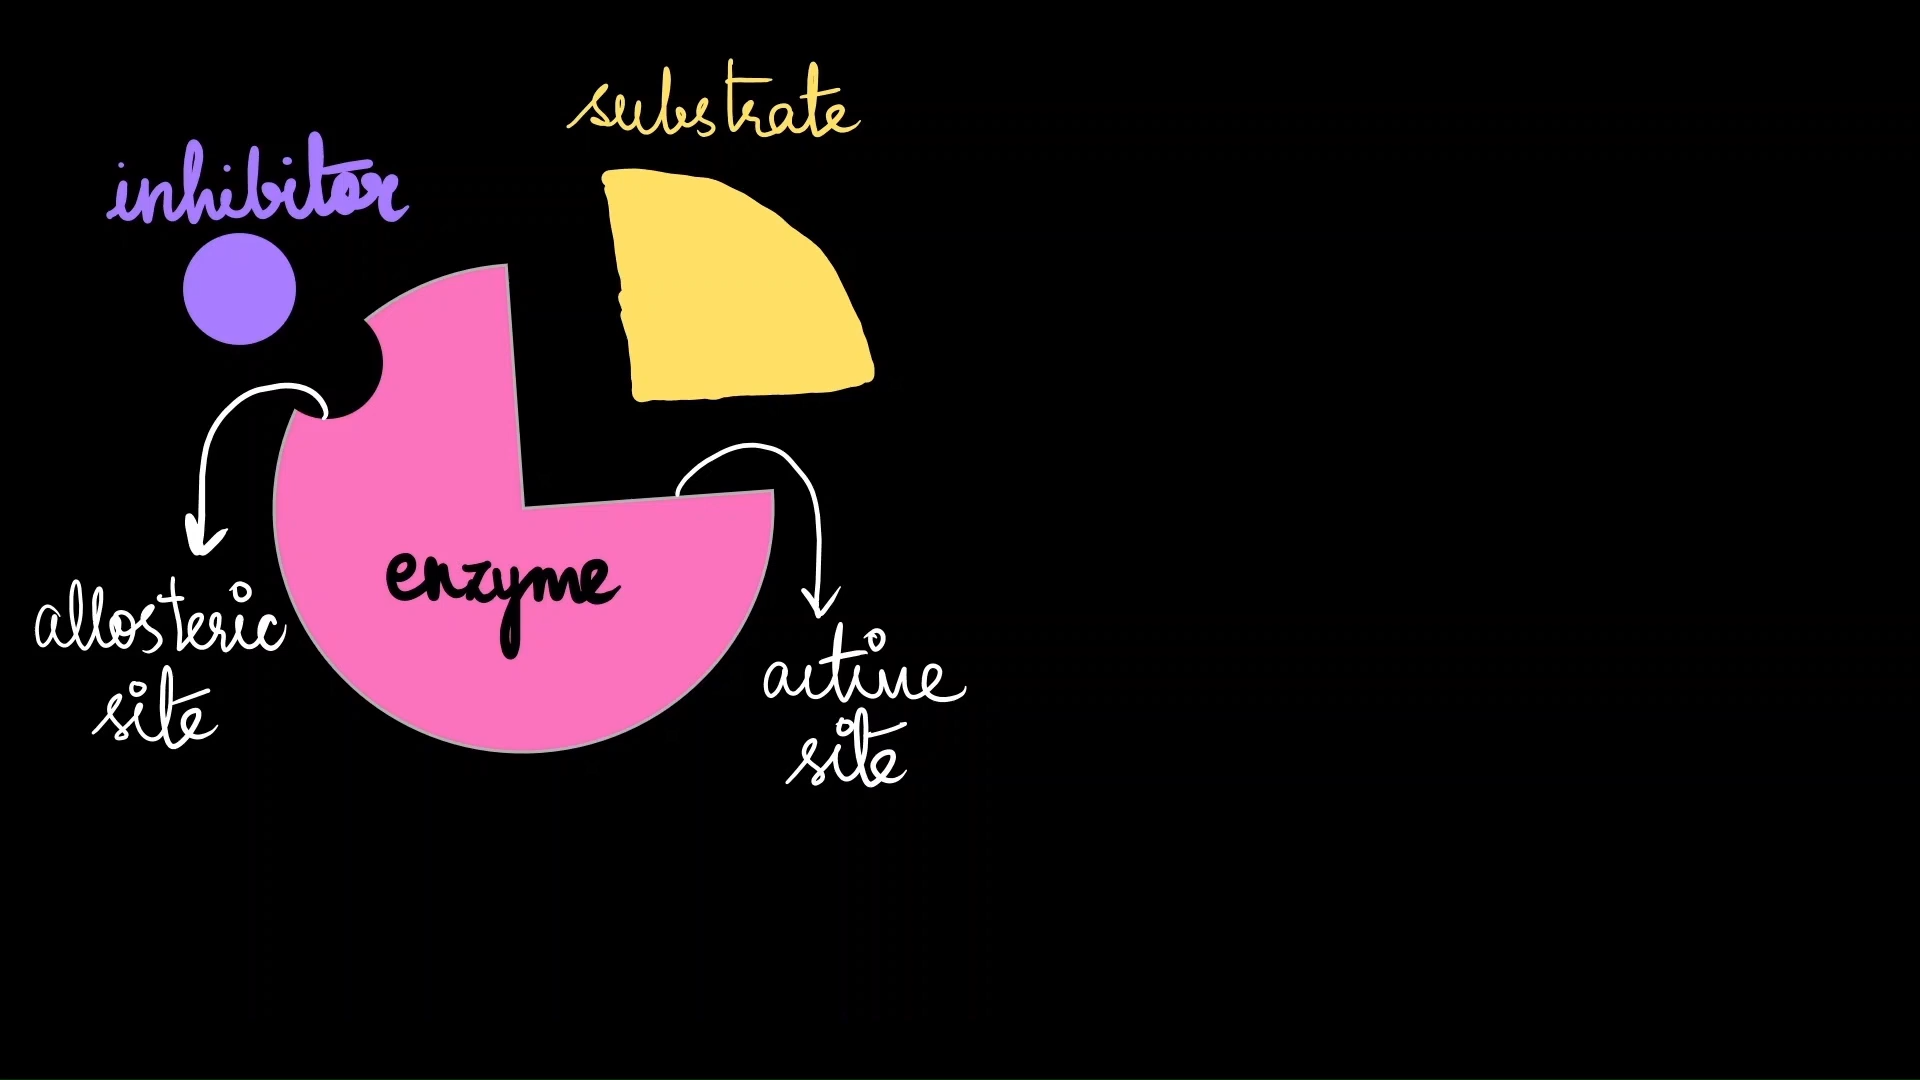 substrate
inhibitor
enzyme
allosteric
site
active
site